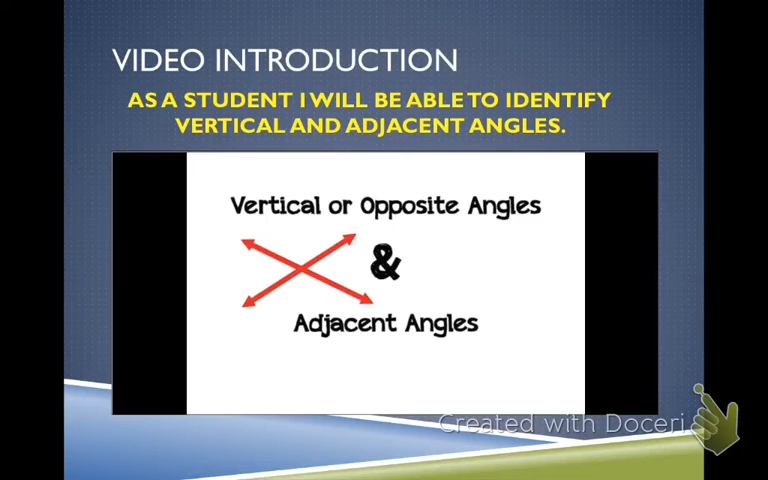 VIDEO INTRODUCTION
AS A STUDENT I WILL BE ABLE TO IDENTIFY
VERTICAL AND ADJACENT ANGLES.
Vertical or Opposite Angles
&
Adjacent Angles
Created with Doceri